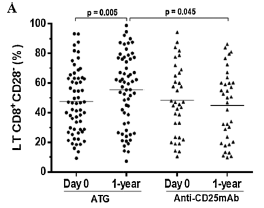 A
p = 0.005
p = 0.045
LT CD8+CD28- (%)
100
80
60
40
20
0
Day 0
1-year
Day 0
1-year
ATG
Anti-CD25mAb